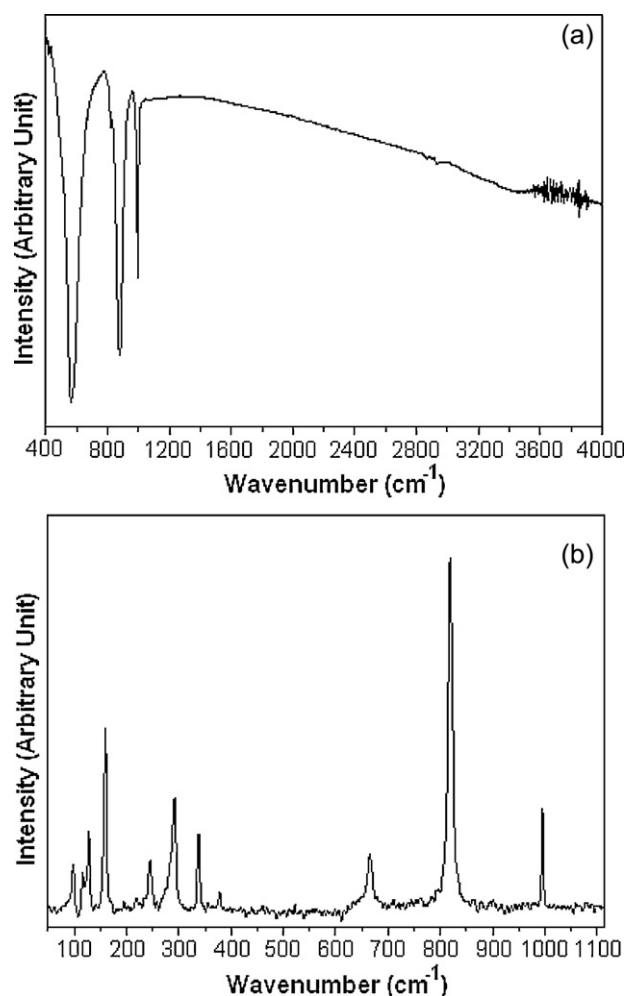 (a)
Intensity (Arbitrary Unit)
400 800 1200 1600 2000 2400 2800 3200 3600 4000
Wavenumber (cm⁻¹)
(b)
Intensity (Arbitrary Unit)
100 200 300 400 500 600 700 800 900 1000 1100
Wavenumber (cm⁻¹)